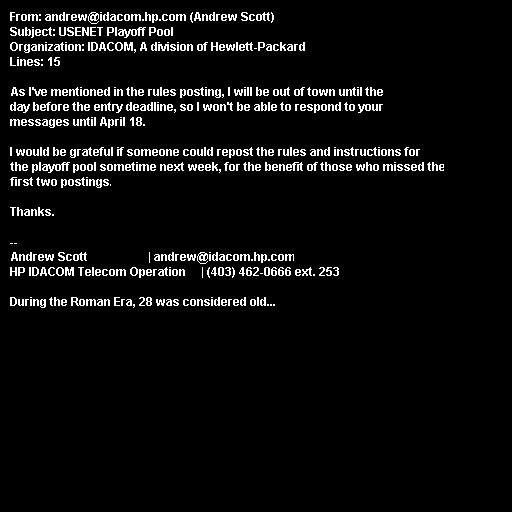 From: andrew@idacom.hp.com (Andrew Scott)
Subject: USENET Playoff Pool
Organization: IDACOM, A division of Hewlett-Packard
Lines: 15

As I've mentioned in the rules posting, I will be out of town until the
day before the entry deadline, so I won't be able to respond to your
messages until April 18.

I would be grateful if someone could repost the rules and instructions for
the playoff pool sometime next week, for the benefit of those who missed the
first two postings.

Thanks.

--
Andrew Scott | andrew@idacom.hp.com
HP IDACOM Telecom Operation | (403) 462-0666 ext. 253

During the Roman Era, 28 was considered old...